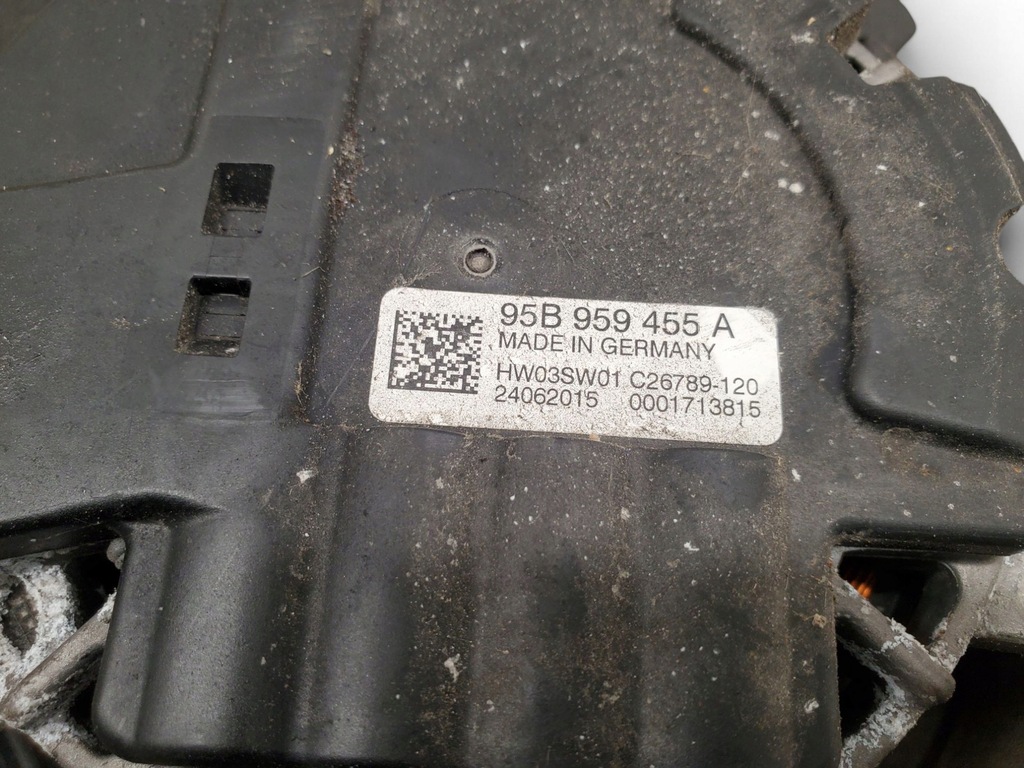 95B 959 455 A
MADE IN GERMANY
HW03SW01 C26789-120
24062015 0001713815